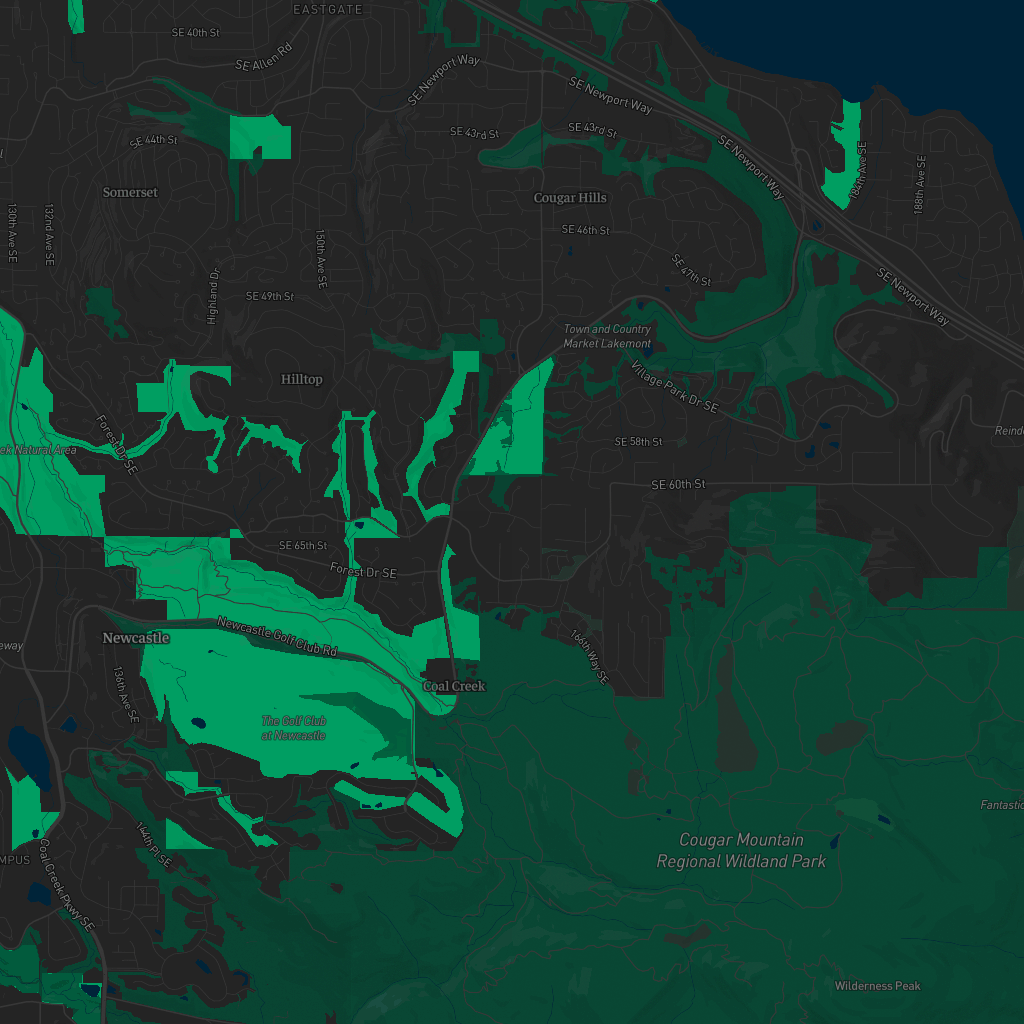 EASTGATE
SE 40th St
SE Allen Rd
SE Newport Way
SE Newport Way
SE 43rd St
SE 43rd St
SE 44th St
SE Newport Way
184th Ave SE
188th Ave SE
Somerset
Cougar Hills
130th Ave SE
132nd Ave SE
150th Ave SE
SE 46th St
SE 47th St
Highland Dr
SE 49th St
SE Newport Way
Town and Country
Market Lakemont
Hilltop
Village Park Dr SE
Forest Dr SE
ek Natural Area
SE 58th St
Reind
SE 60th St
SE 65th St
Forest Dr SE
Newcastle
Newcastle Golf Club Rd
eway
166th Way SE
136th Ave SE
Coal Creek
The Golf Club
at Newcastle
Fantastic
144th Pl SE
Cougar Mountain
Regional Wildland Park
MPUS
Coal Creek Pkwy SE
Wilderness Peak